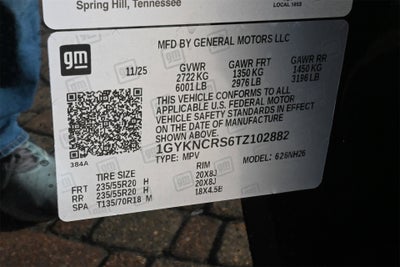 Spring Hill, Tennessee
LOCAL 1853
gm
MFD BY GENERAL MOTORS LLC
11/25 GVWR GAWR FRT GAWR RR
2722 KG 1350 KG 1450 KG
6001 LB 2976 LB 3196 LB
THIS VEHICLE CONFORMS TO ALL
APPLICABLE U.S. FEDERAL MOTOR
VEHICLE SAFETY STANDARDS IN EFFECT
ON THE DATE OF MANUFACTURE
SHOWN ABOVE.
384A
1GYKNCRS6TZ102882
TYPE: MPV MODEL: 626NH26
TIRE SIZE RIM
FRT 235/55R20 H 20X8J
RR 235/55R20 H 20X8J
SPA T135/70R18 M 18X4.5B